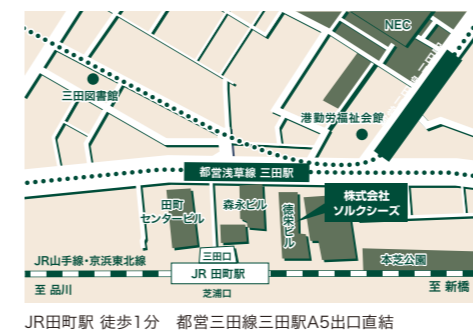 NEC
三田図書館
港勤労福祉会館
都営浅草線 三田駅
田町
センタービル
森永ビル
徳栄ビル
株式会社
ソルクシーズ
三田口
JR山手線・京浜東北線
JR 田町駅
本芝公園
至 品川
芝浦口
至 新橋
JR田町駅 徒歩1分 都営三田線三田駅A5出口直結